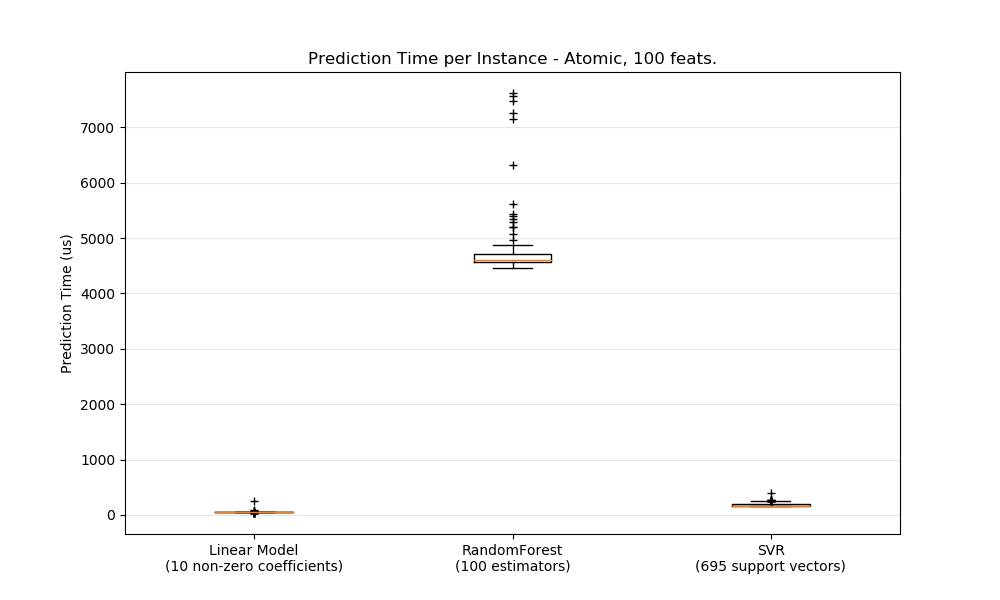 Prediction Time per Instance - Atomic, 100 feats.
Prediction Time (us)
7000
6000
5000
4000
3000
2000
1000
0
Linear Model
(10 non-zero coefficients)
RandomForest
(100 estimators)
SVR
(695 support vectors)